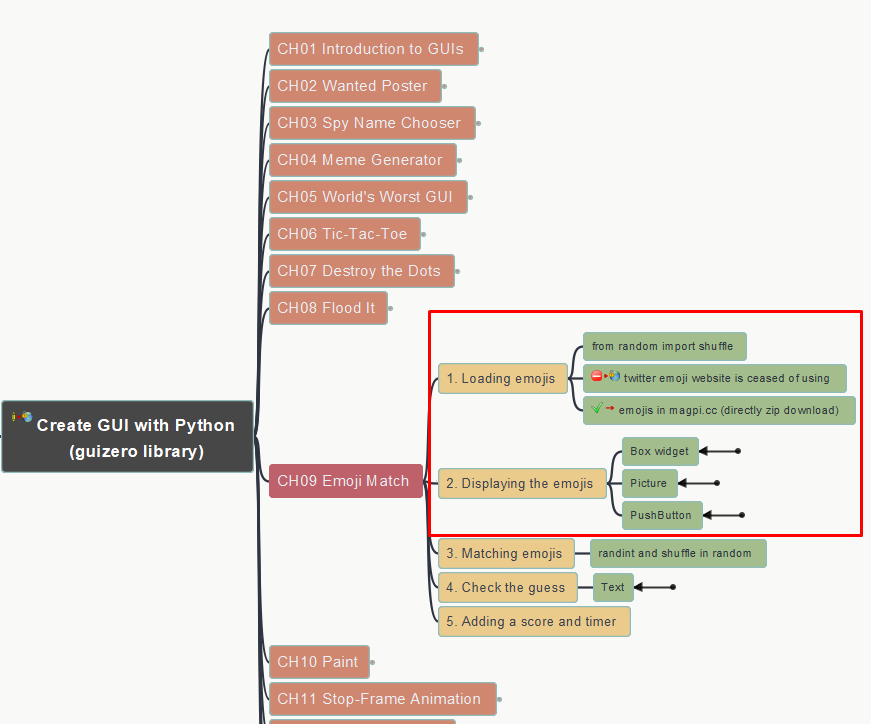 CH01 Introduction to GUIs
CH02 Wanted Poster
CH03 Spy Name Chooser
CH04 Meme Generator
CH05 World's Worst GUI
CH06 Tic-Tac-Toe
CH07 Destroy the Dots
CH08 Flood It
Create GUI with Python
(guizero library)
CH09 Emoji Match
1. Loading emojis
from random import shuffle
twitter emoji website is ceased of using
emojis in magpi.cc (directly zip download)
2. Displaying the emojis
Box widget
Picture
PushButton
3. Matching emojis
randint and shuffle in random
4. Check the guess
Text
5. Adding a score and timer
CH10 Paint
CH11 Stop-Frame Animation